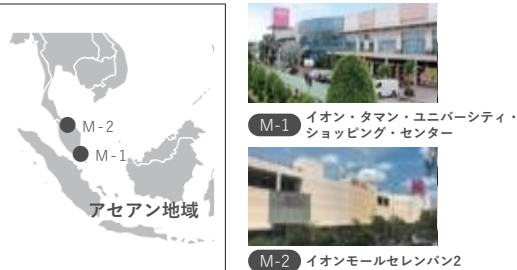 M-2
M-1
アセアン地域
M-1 イオン・タマン・ユニバーシティ・
ショッピング・センター
M-2 イオンモールセレンバン2